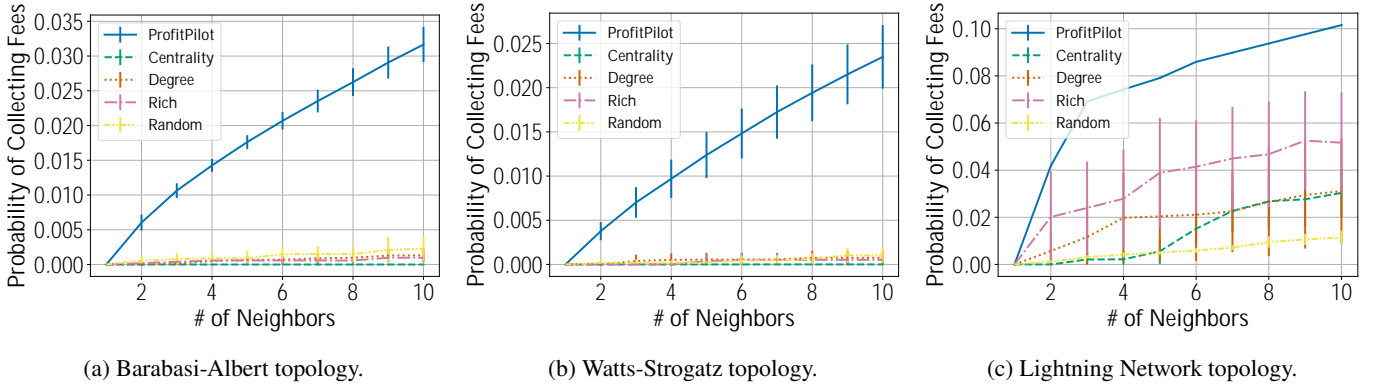 Probability of Collecting Fees
0.035
0.030
0.025
0.020
0.015
0.010
0.005
0.000
ProfitPilot
Centrality
Degree
Rich
Random
2 4 6 8 10
# of Neighbors
(a) Barabasi-Albert topology.
Probability of Collecting Fees
0.025
0.020
0.015
0.010
0.005
0.000
ProfitPilot
Centrality
Degree
Rich
Random
2 4 6 8 10
# of Neighbors
(b) Watts-Strogatz topology.
Probability of Collecting Fees
0.10
0.08
0.06
0.04
0.02
0.00
ProfitPilot
Centrality
Degree
Rich
Random
2 4 6 8 10
# of Neighbors
(c) Lightning Network topology.